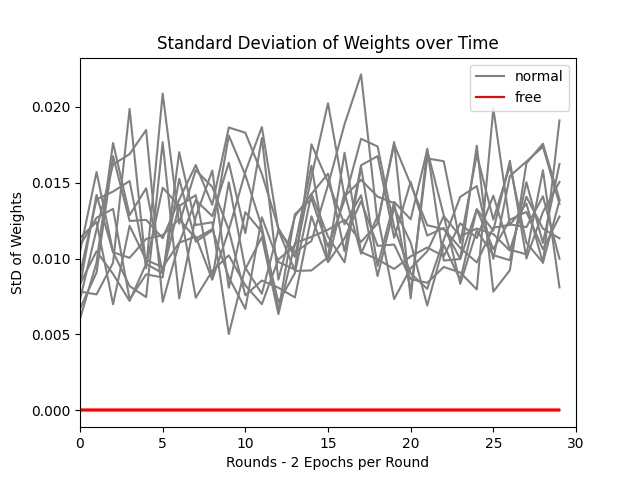 Standard Deviation of Weights over Time
StD of Weights
0.020
0.015
0.010
0.005
0.000
normal
free
0 5 10 15 20 25 30
Rounds - 2 Epochs per Round